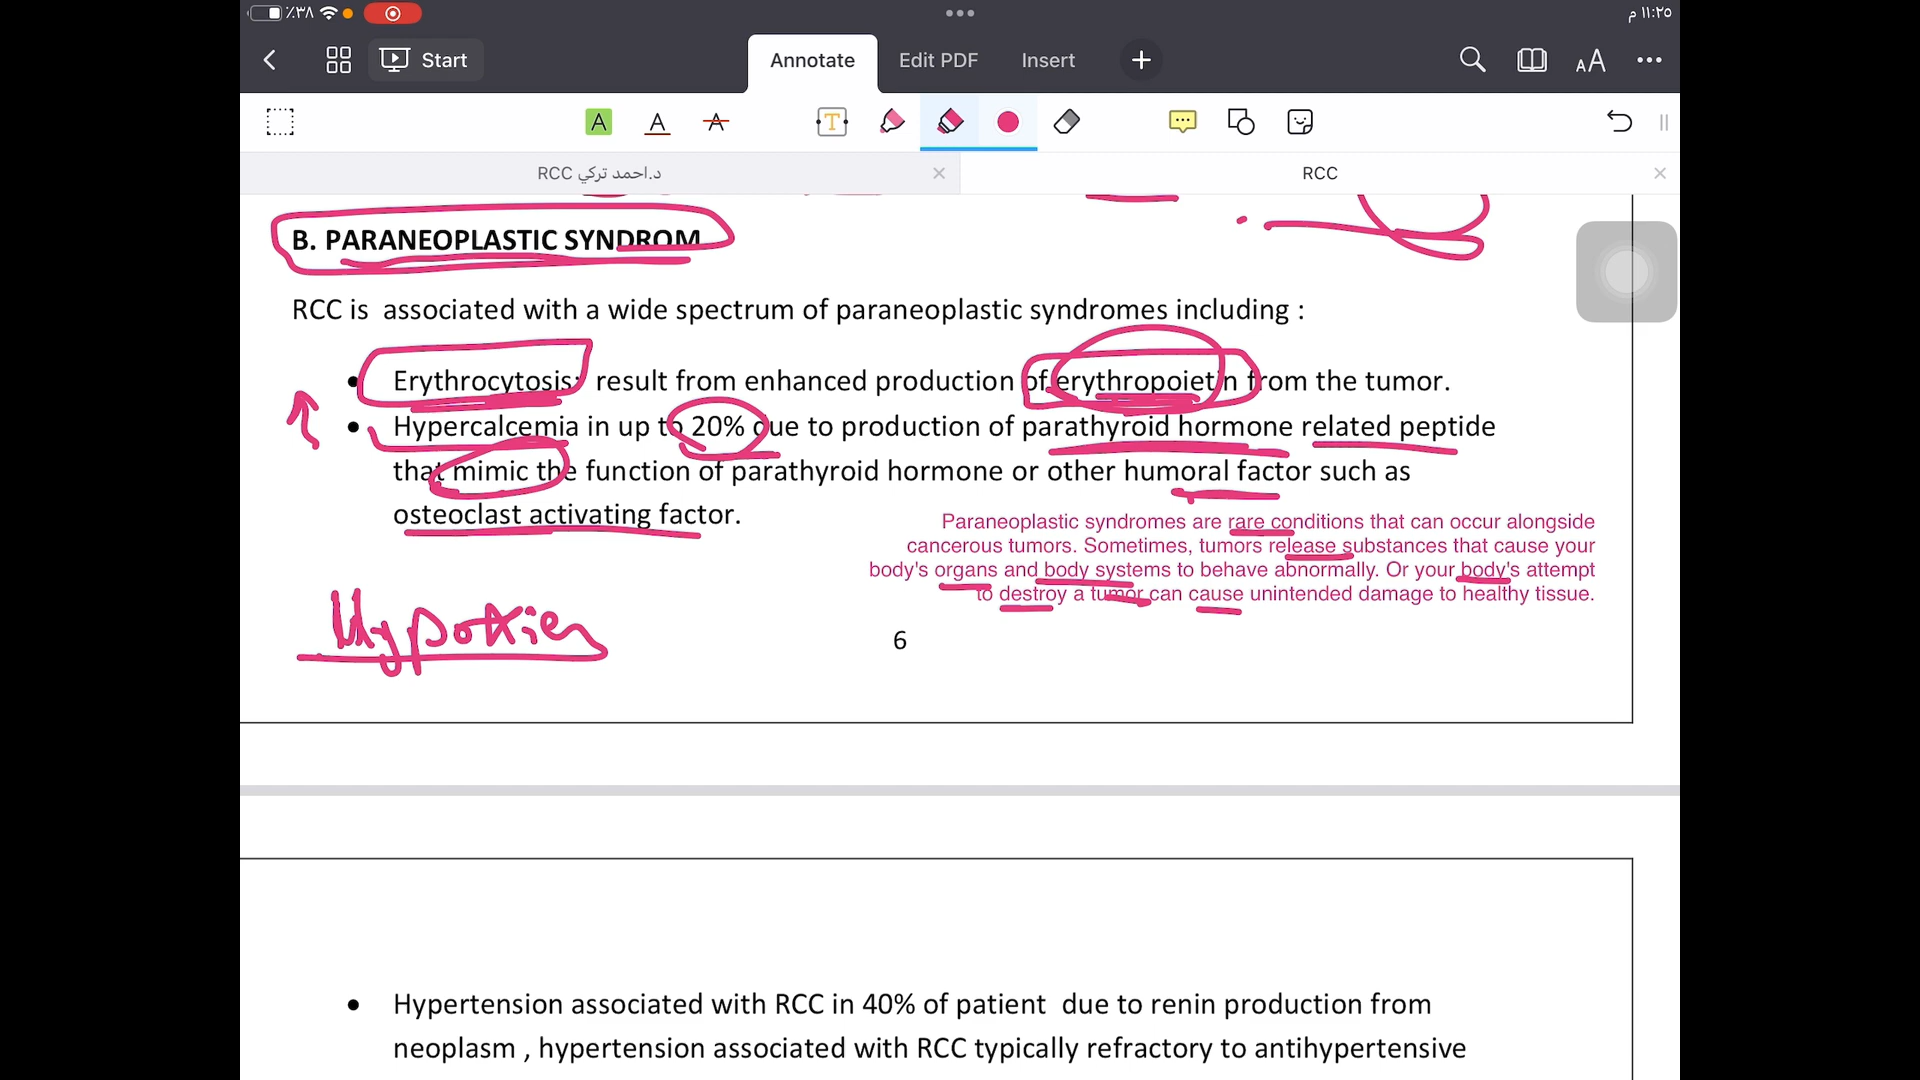 ٪٣٨
١١:٢٥ م
Start
Annotate
Edit PDF
Insert
AA
RCC د.احمد تركي
RCC
B. PARANEOPLASTIC SYNDROM
RCC is associated with a wide spectrum of paraneoplastic syndromes including :
• Erythrocytosis: result from enhanced production of erythropoietin from the tumor.
• Hypercalcemia in up to 20% due to production of parathyroid hormone related peptide
that mimic the function of parathyroid hormone or other humoral factor such as
osteoclast activating factor.
Paraneoplastic syndromes are rare conditions that can occur alongside
cancerous tumors. Sometimes, tumors release substances that cause your
body's organs and body systems to behave abnormally. Or your body's attempt
to destroy a tumor can cause unintended damage to healthy tissue.
6
• Hypertension associated with RCC in 40% of patient due to renin production from
neoplasm , hypertension associated with RCC typically refractory to antihypertensive